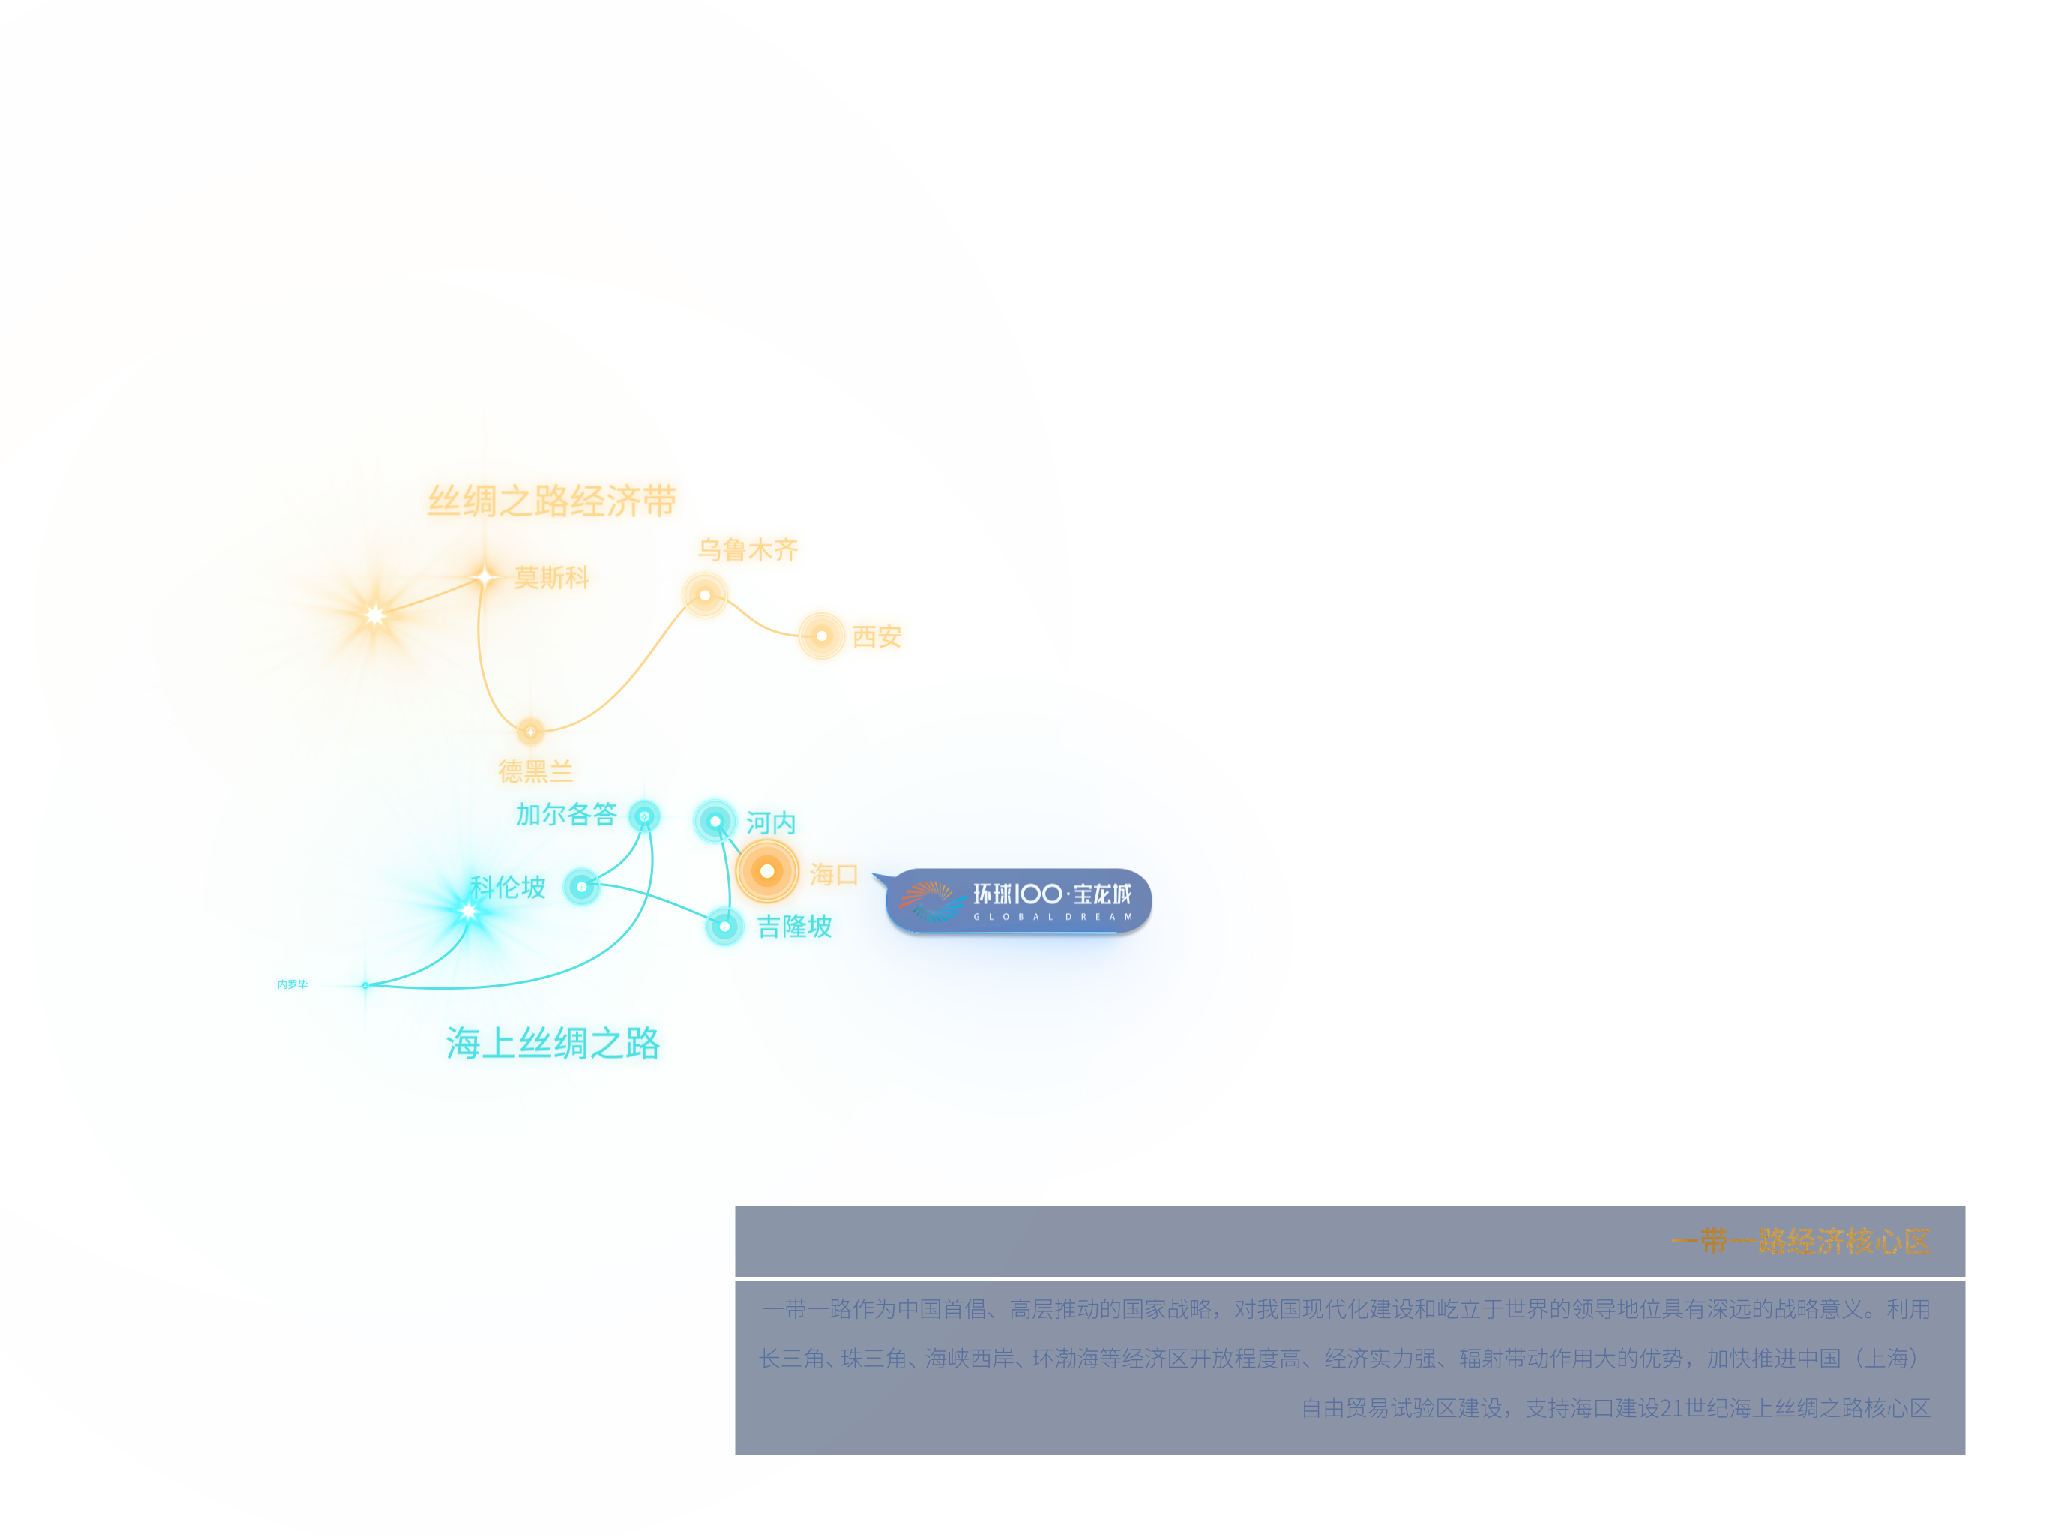 丝绸之路经济带
乌鲁木齐
莫斯科
西安
德黑兰
加尔各答
河内
海口
科伦坡
环球100·宝龙城
GLOBAL DREAM
吉隆坡
内罗毕
海上丝绸之路
一带一路经济核心区
一带一路作为中国首倡、高层推动的国家战略，对我国现代化建设和屹立于世界的领导地位具有深远的战略意义。利用
长三角、珠三角、海峡西岸、环渤海等经济区开放程度高、经济实力强、辐射带动作用大的优势，加快推进中国（上海）
自由贸易试验区建设，支持海口建设21世纪海上丝绸之路核心区